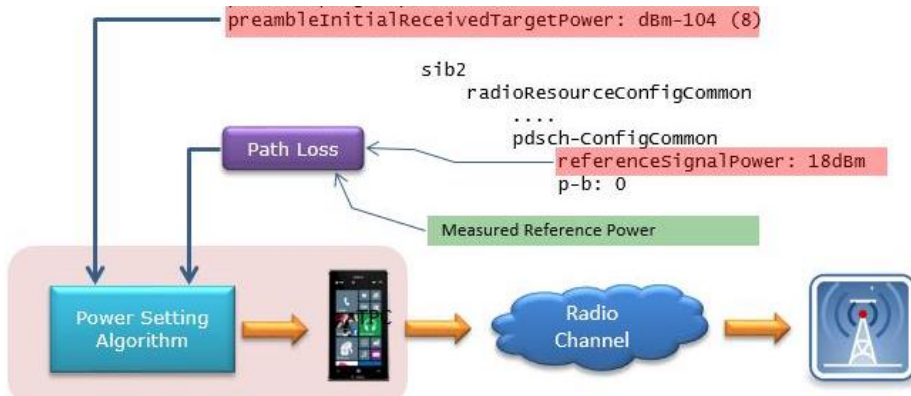 preambleInitialReceivedTargetPower: dBm-104 (8)
sib2
radioResourceConfigCommon
....
pdsch-ConfigCommon
Path Loss
referenceSignalPower: 18dBm
p-b: 0
Measured Reference Power
Power Setting
Algorithm
TPC
Radio
Channel